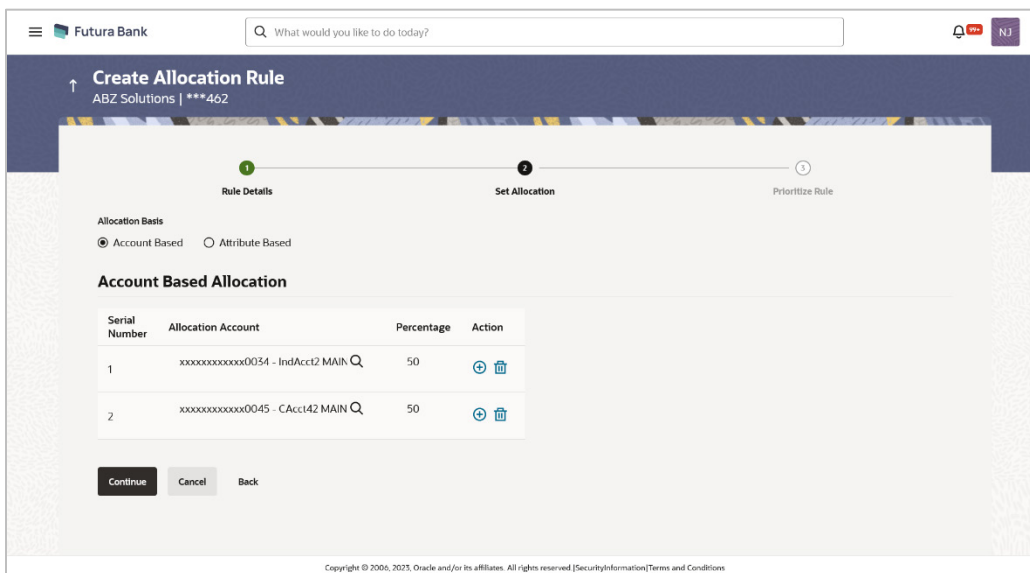 Futura Bank
What would you like to do today?
99+
NJ
Create Allocation Rule
ABZ Solutions | ***462
1
2
3
Rule Details
Set Allocation
Prioritize Rule
Allocation Basis
Account Based
Attribute Based
Account Based Allocation
Serial Number
Allocation Account
Percentage
Action
1
xxxxxxxxxxxx0034 - IndAcct2 MAIN
50
2
xxxxxxxxxxxx0045 - CAcct42 MAIN
50
Continue
Cancel
Back
Copyright © 2006, 2023, Oracle and/or its affiliates. All rights reserved.|SecurityInformation|Terms and Conditions